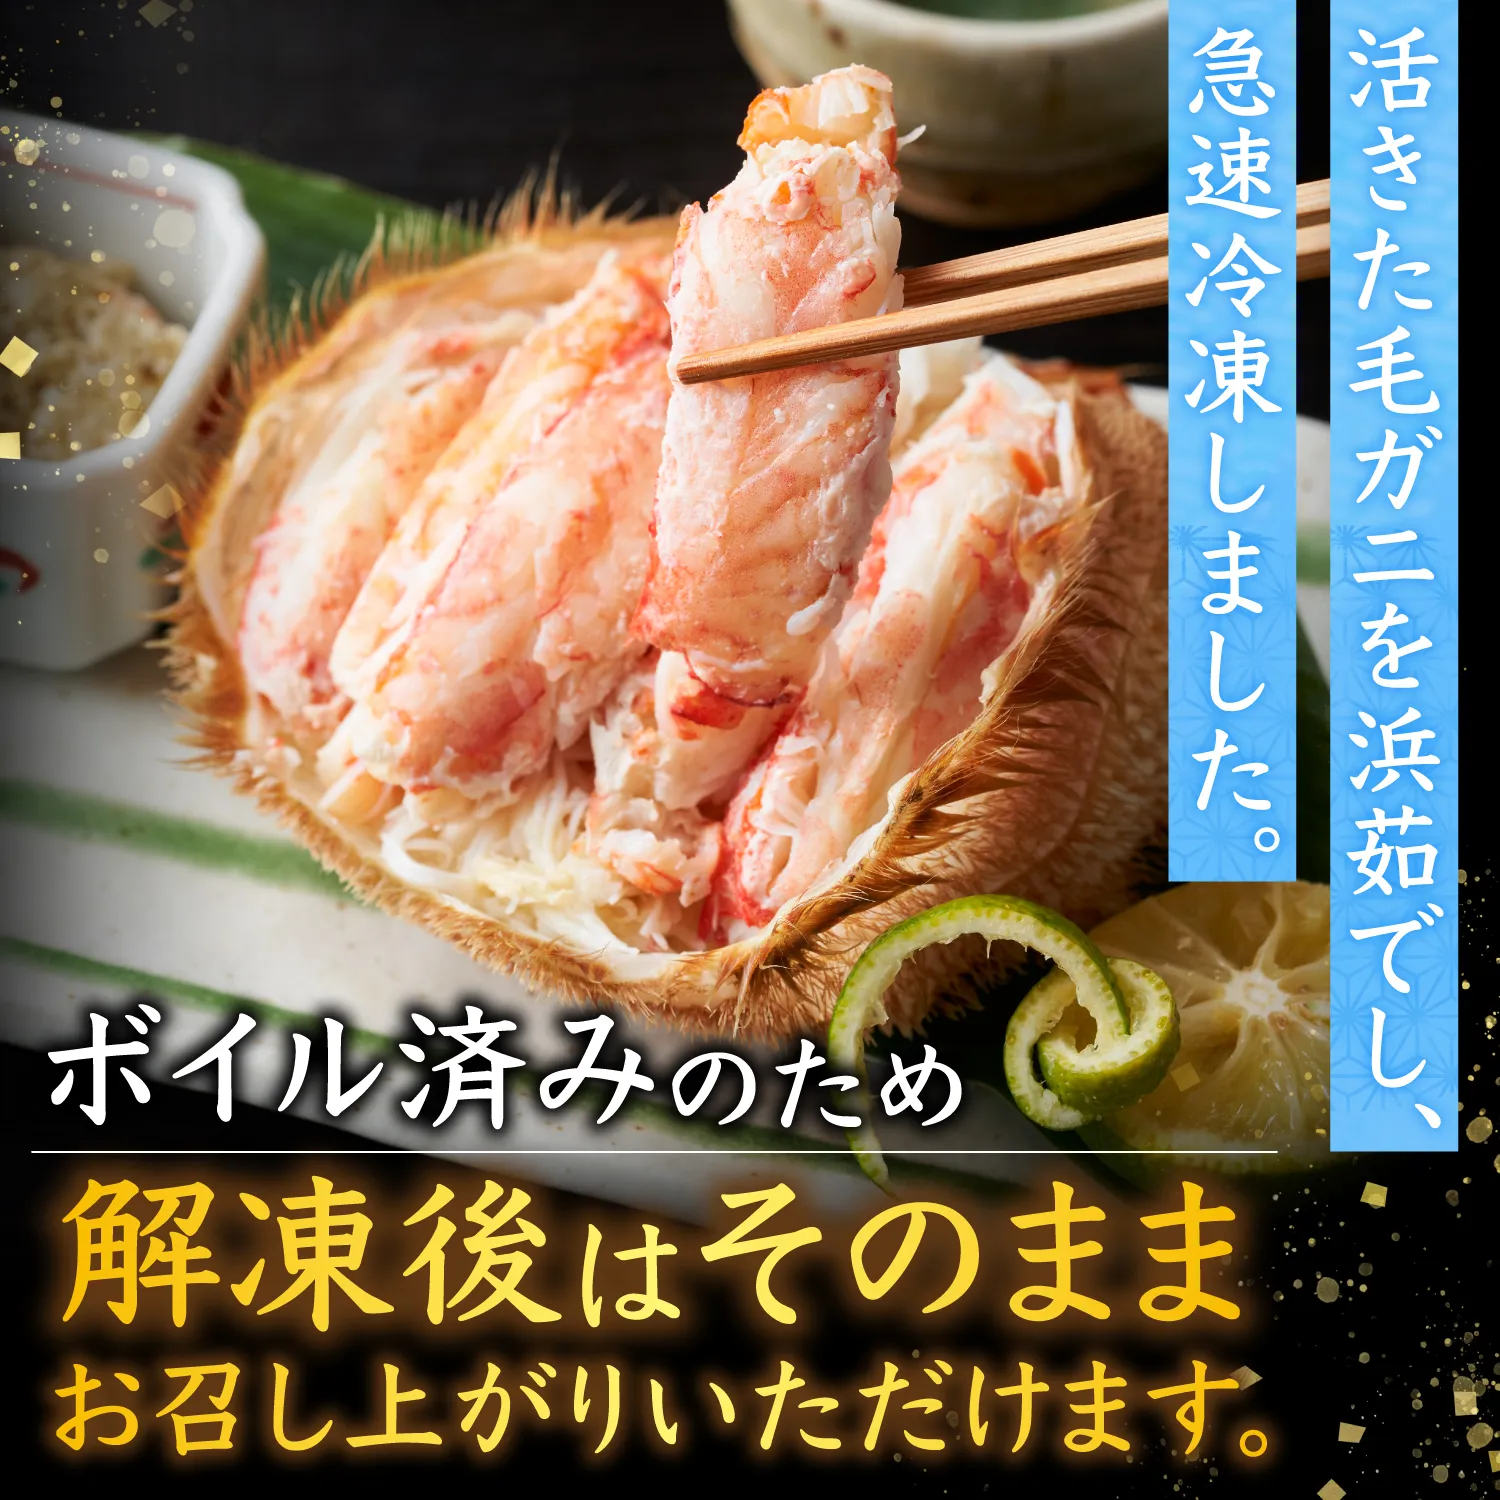 活きた毛ガニを浜茹でし、
急速冷凍しました。
ボイル済みのため
解凍後はそのまま
お召し上がりいただけます。